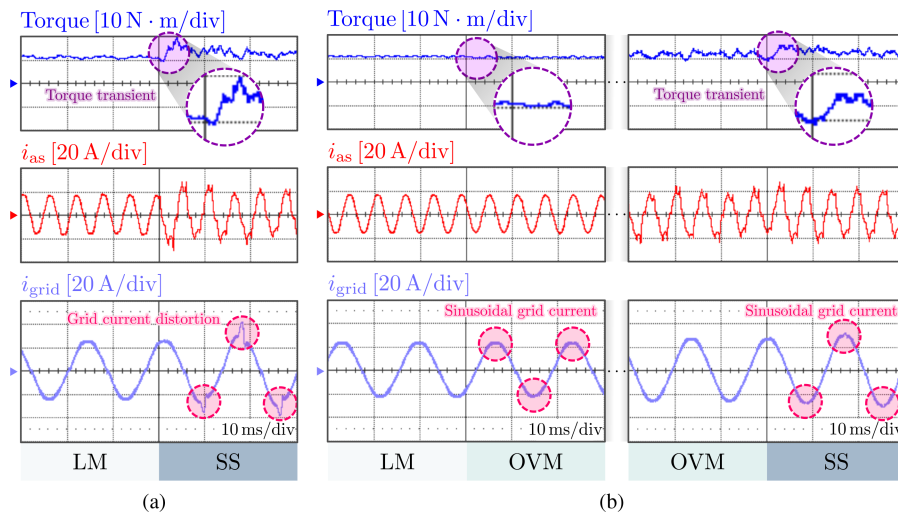 Torque [10 N · m/div]
Torque transient
i_as [20 A/div]
i_grid [20 A/div]
Grid current distortion
10 ms/div
LM SS
(a)
Torque [10 N · m/div]
Torque transient
i_as [20 A/div]
i_grid [20 A/div]
Sinusoidal grid current Sinusoidal grid current
10 ms/div 10 ms/div
LM OVM OVM SS
(b)